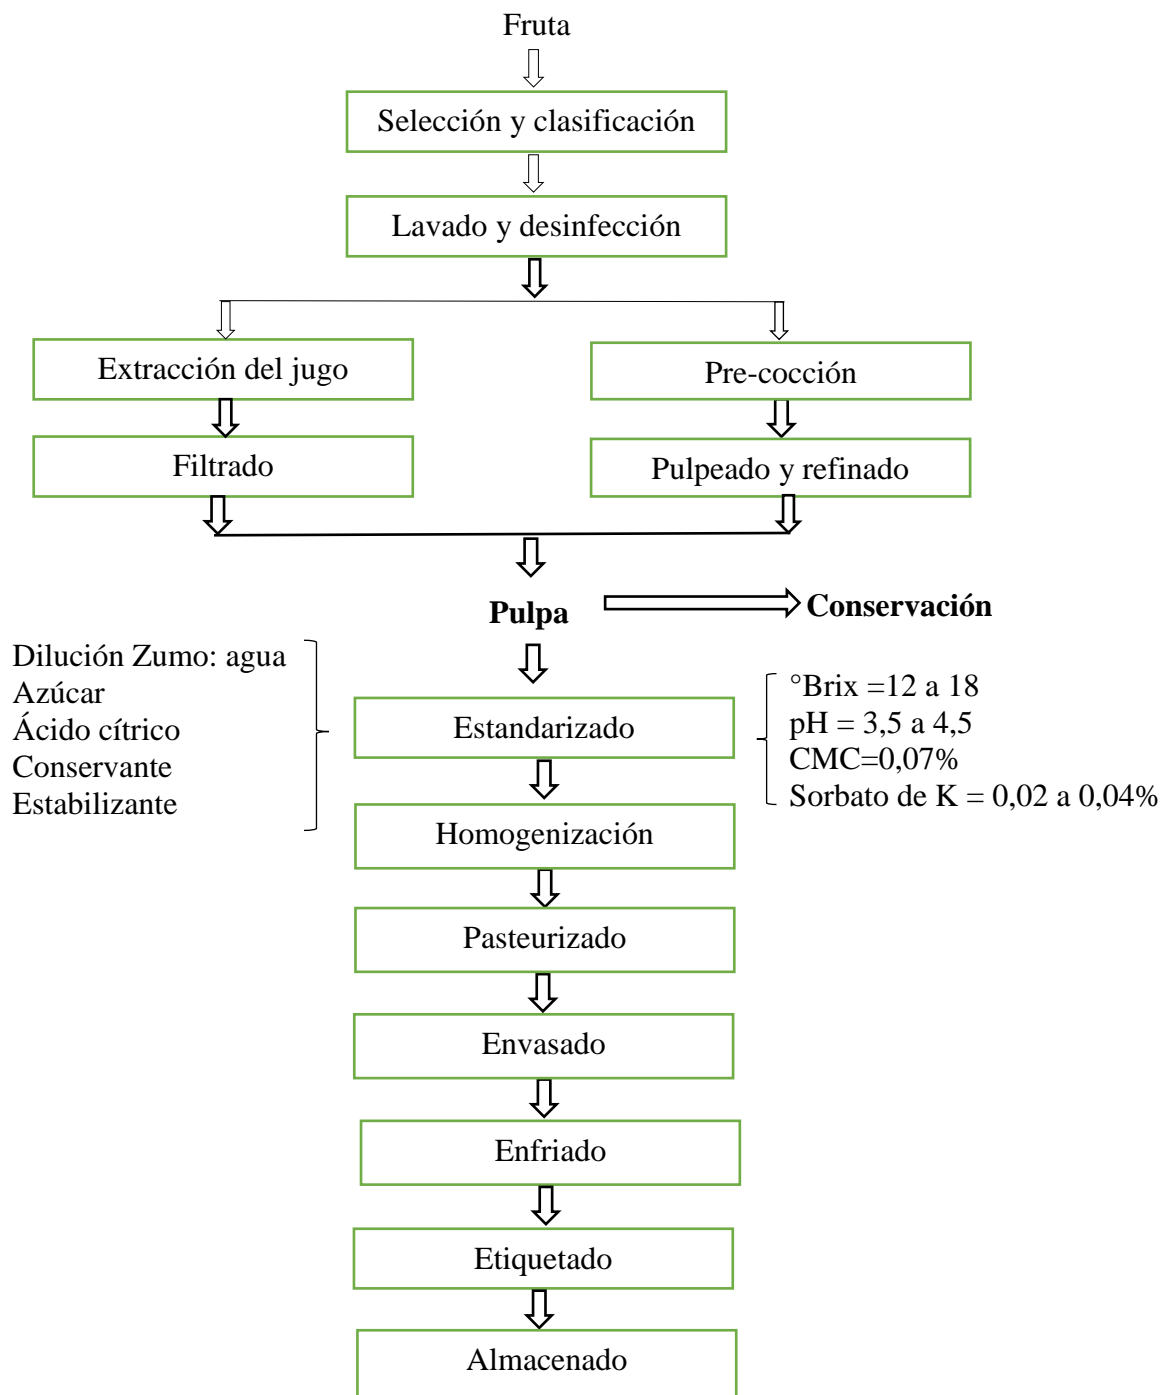 Fruta
Selección y clasificación
Lavado y desinfección
Extracción del jugo
Pre-cocción
Filtrado
Pulpeado y refinado
Pulpa
Conservación
Dilución Zumo: agua
Azúcar
Ácido cítrico
Conservante
Estabilizante
Estandarizado
°Brix =12 a 18
pH = 3,5 a 4,5
CMC=0,07%
Sorbato de K = 0,02 a 0,04%
Homogenización
Pasteurizado
Envasado
Enfriado
Etiquetado
Almacenado